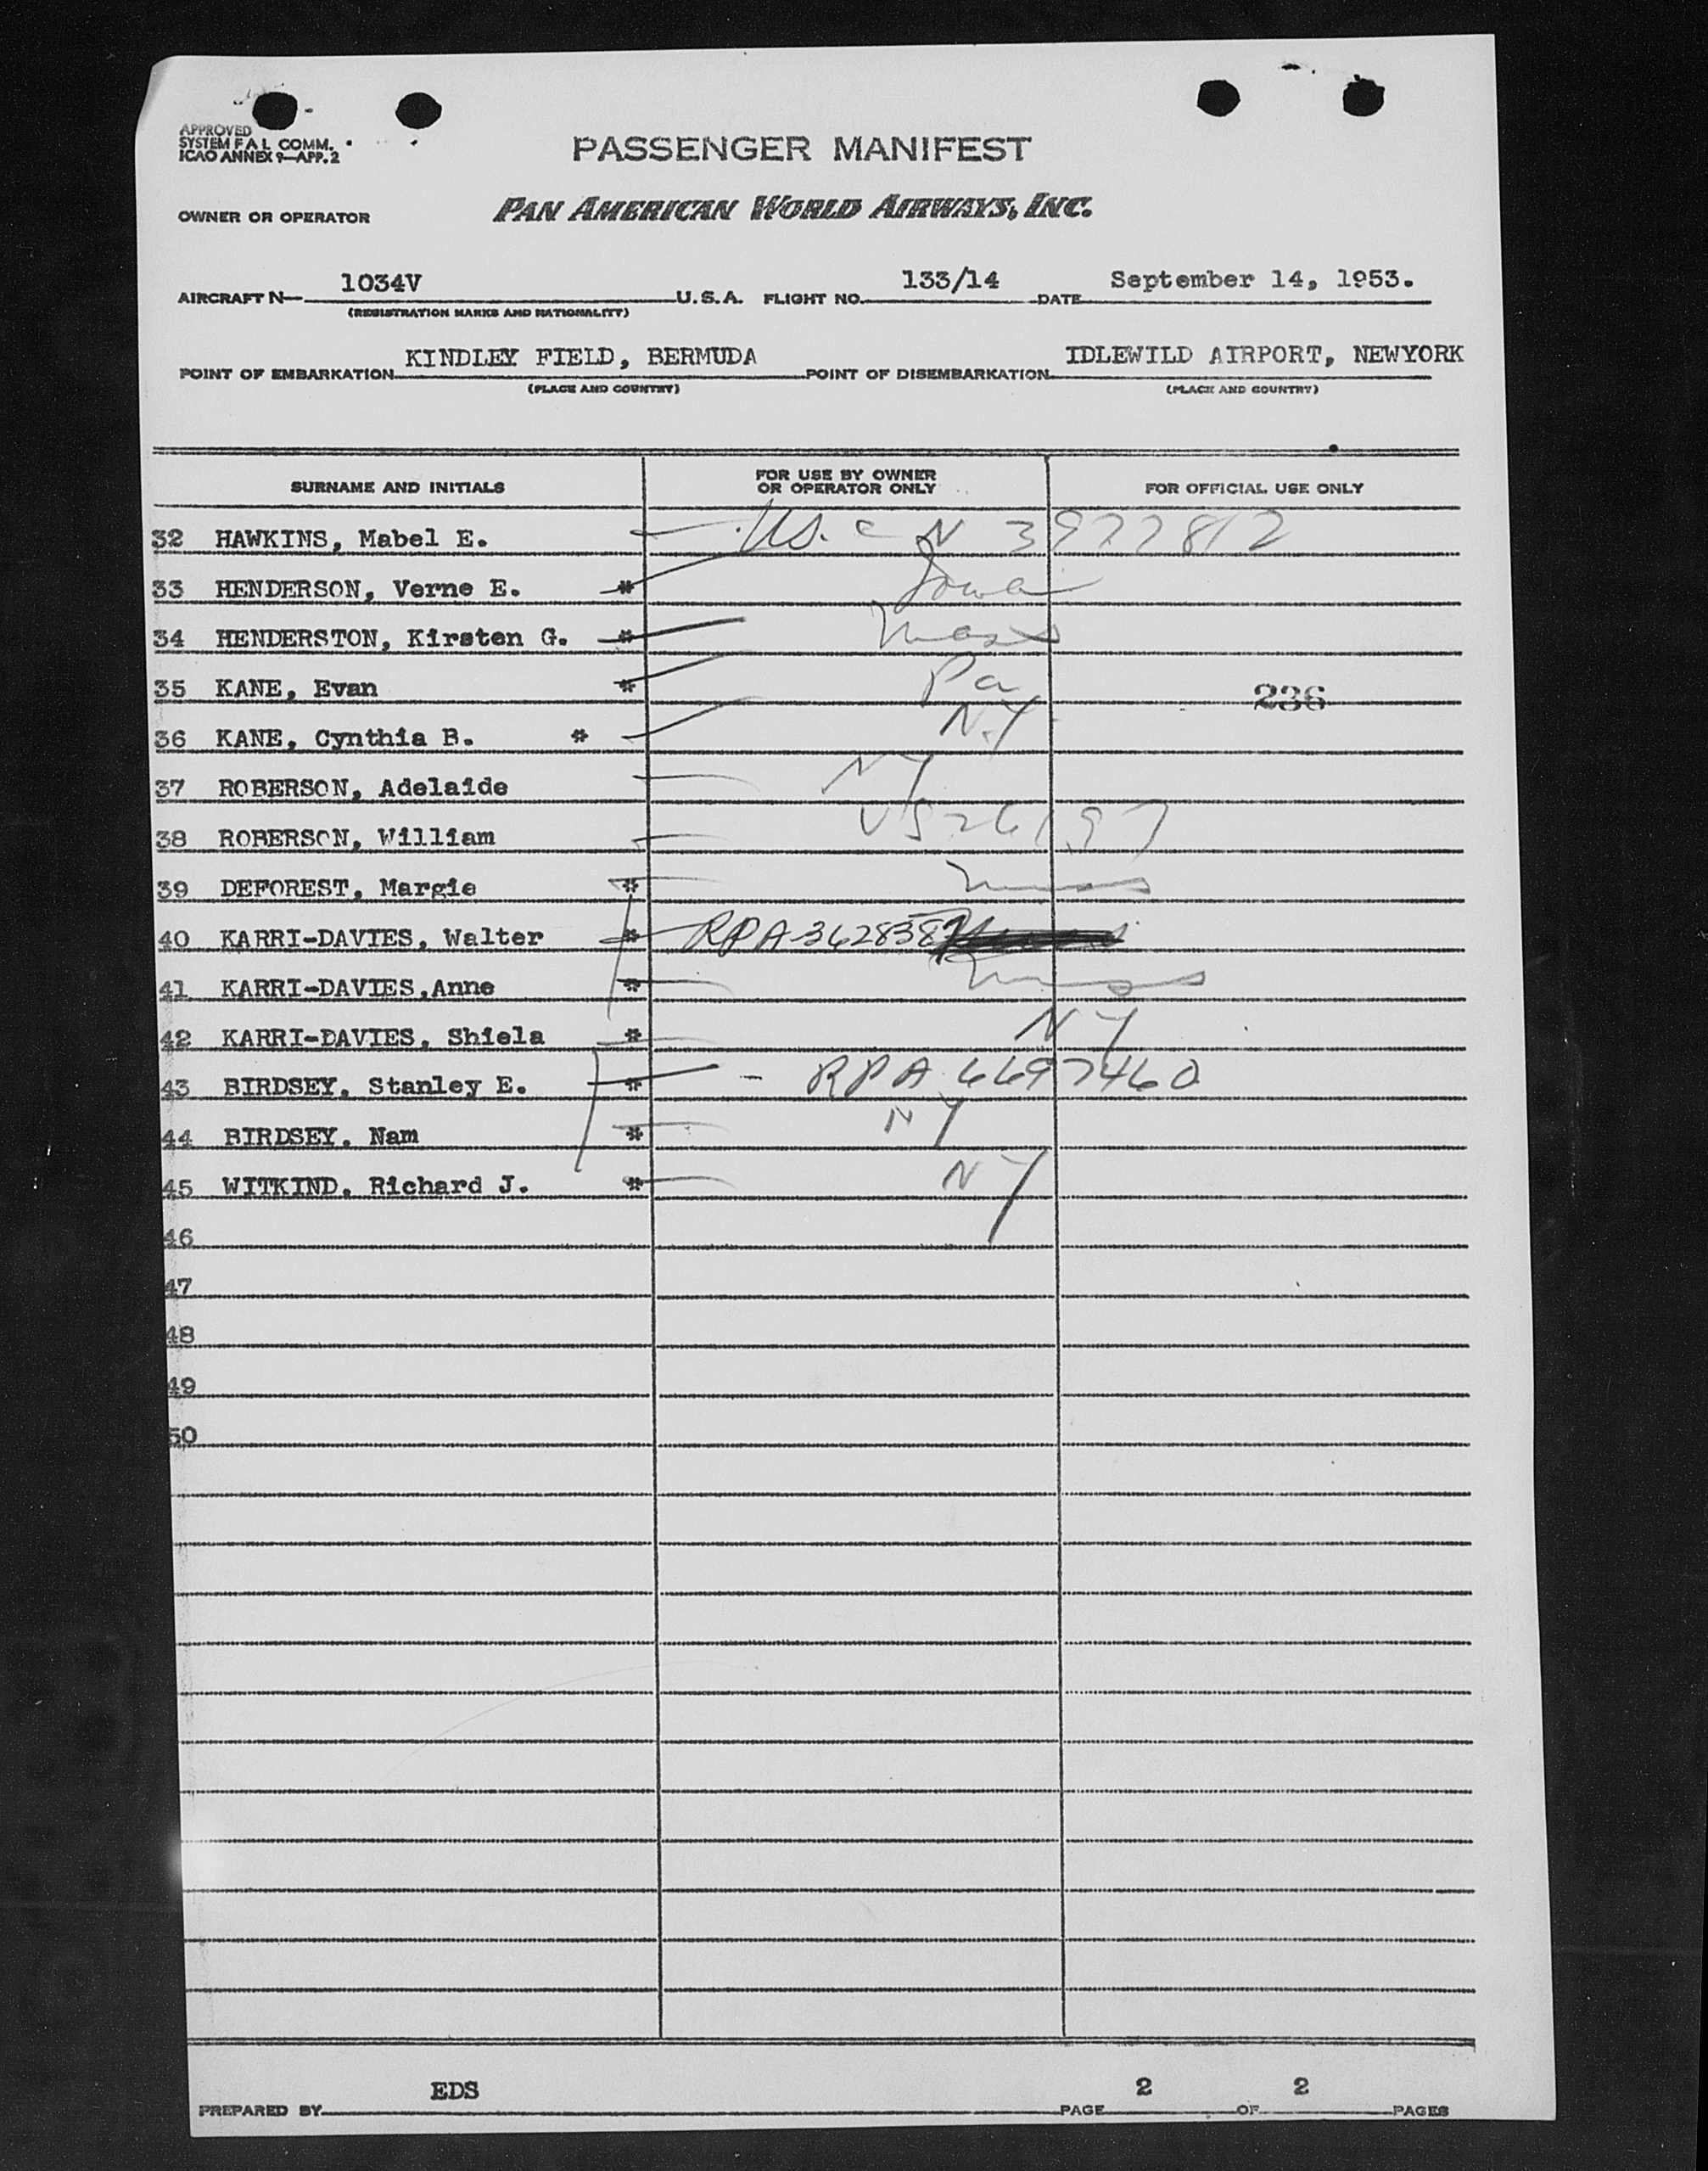 APPROVED
SYSTEM F A L COMM.
ICAO ANNEX 9—APP. 2
PASSENGER MANIFEST
OWNER OR OPERATOR PAN AMERICAN WORLD AIRWAYS, INC.
AIRCRAFT N— 1034V U.S.A. FLIGHT NO. 133/14 DATE September 14, 1953.
(REGISTRATION MARKS AND NATIONALITY)
POINT OF EMBARKATION KINDLEY FIELD, BERMUDA POINT OF DISEMBARKATION IDLEWILD AIRPORT, NEWYORK
(PLACE AND COUNTRY) (PLACE AND COUNTRY)
SURNAME AND INITIALS FOR USE BY OWNER OR OPERATOR ONLY FOR OFFICIAL USE ONLY
32 HAWKINS, Mabel E. U.S. C N 3977812
33 HENDERSON, Verne E. * Iowa
34 HENDERSTON, Kirsten G. * Mass
35 KANE, Evan * Pa 236
36 KANE, Cynthia B. * N.Y
37 ROBERSON, Adelaide NY
38 ROBERSON, William
39 DEFOREST, Margie * Mass
40 KARRI-DAVIES, Walter * RPA-3628387
41 KARRI-DAVIES,Anne * Mass
42 KARRI-DAVIES, Shiela * NY
43 BIRDSEY, Stanley E. * - RPA 6697460
44 BIRDSEY, Nam * NY
45 WITKIND, Richard J. * NY
46
47
48
49
50
PREPARED BY EDS PAGE 2 OF 2 PAGES